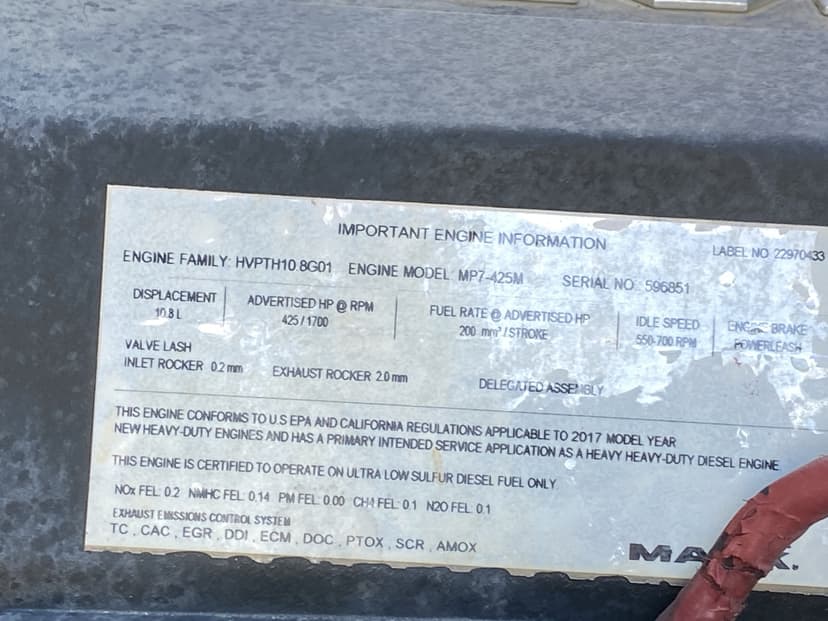 IMPORTANT ENGINE INFORMATION
LABEL NO 22970433
ENGINE FAMILY: HVPTH10.8G01 ENGINE MODEL MP7-425M SERIAL NO 596851
DISPLACEMENT ADVERTISED HP @ RPM FUEL RATE @ ADVERTISED HP IDLE SPEED ENGINE BRAKE
10.8 L 425 / 1700 200 mm³ / STROKE 550-700 RPM POWERLEASH
VALVE LASH
INLET ROCKER 0.2 mm EXHAUST ROCKER 2.0 mm DELEGATED ASSEMBLY
THIS ENGINE CONFORMS TO U.S EPA AND CALIFORNIA REGULATIONS APPLICABLE TO 2017 MODEL YEAR
NEW HEAVY-DUTY ENGINES AND HAS A PRIMARY INTENDED SERVICE APPLICATION AS A HEAVY HEAVY-DUTY DIESEL ENGINE
THIS ENGINE IS CERTIFIED TO OPERATE ON ULTRA LOW SULFUR DIESEL FUEL ONLY
NOx FEL: 0.2 NMHC FEL: 0.14 PM FEL: 0.00 CH4 FEL: 0.1 N2O FEL: 0.1
EXHAUST EMISSIONS CONTROL SYSTEM
TC , CAC , EGR , DDI , ECM , DOC , PTOX , SCR , AMOX